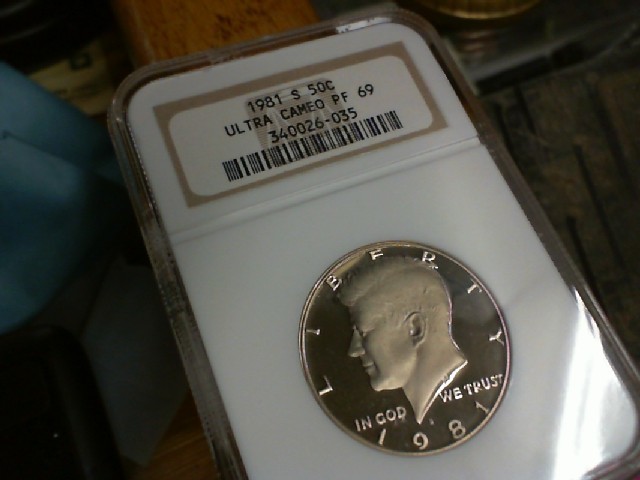 1981 S 50C
ULTRA CAMEO PF 69
340026-035
LIBERTY
IN GOD WE TRUST
1981